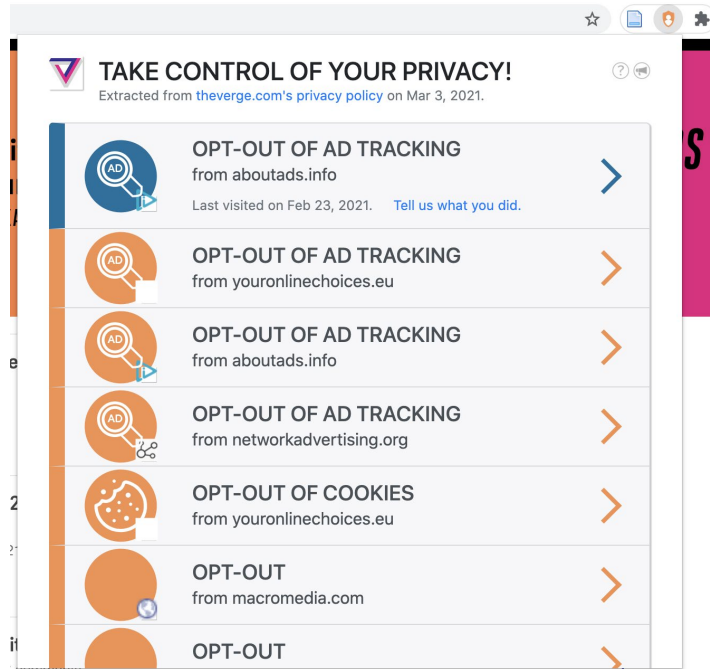 TAKE CONTROL OF YOUR PRIVACY!
Extracted from theverge.com's privacy policy on Mar 3, 2021.
AD
OPT-OUT OF AD TRACKING
from aboutads.info
Last visited on Feb 23, 2021. Tell us what you did.
AD
OPT-OUT OF AD TRACKING
from youronlinechoices.eu
AD
OPT-OUT OF AD TRACKING
from aboutads.info
AD
OPT-OUT OF AD TRACKING
from networkadvertising.org
OPT-OUT OF COOKIES
from youronlinechoices.eu
OPT-OUT
from macromedia.com
OPT-OUT